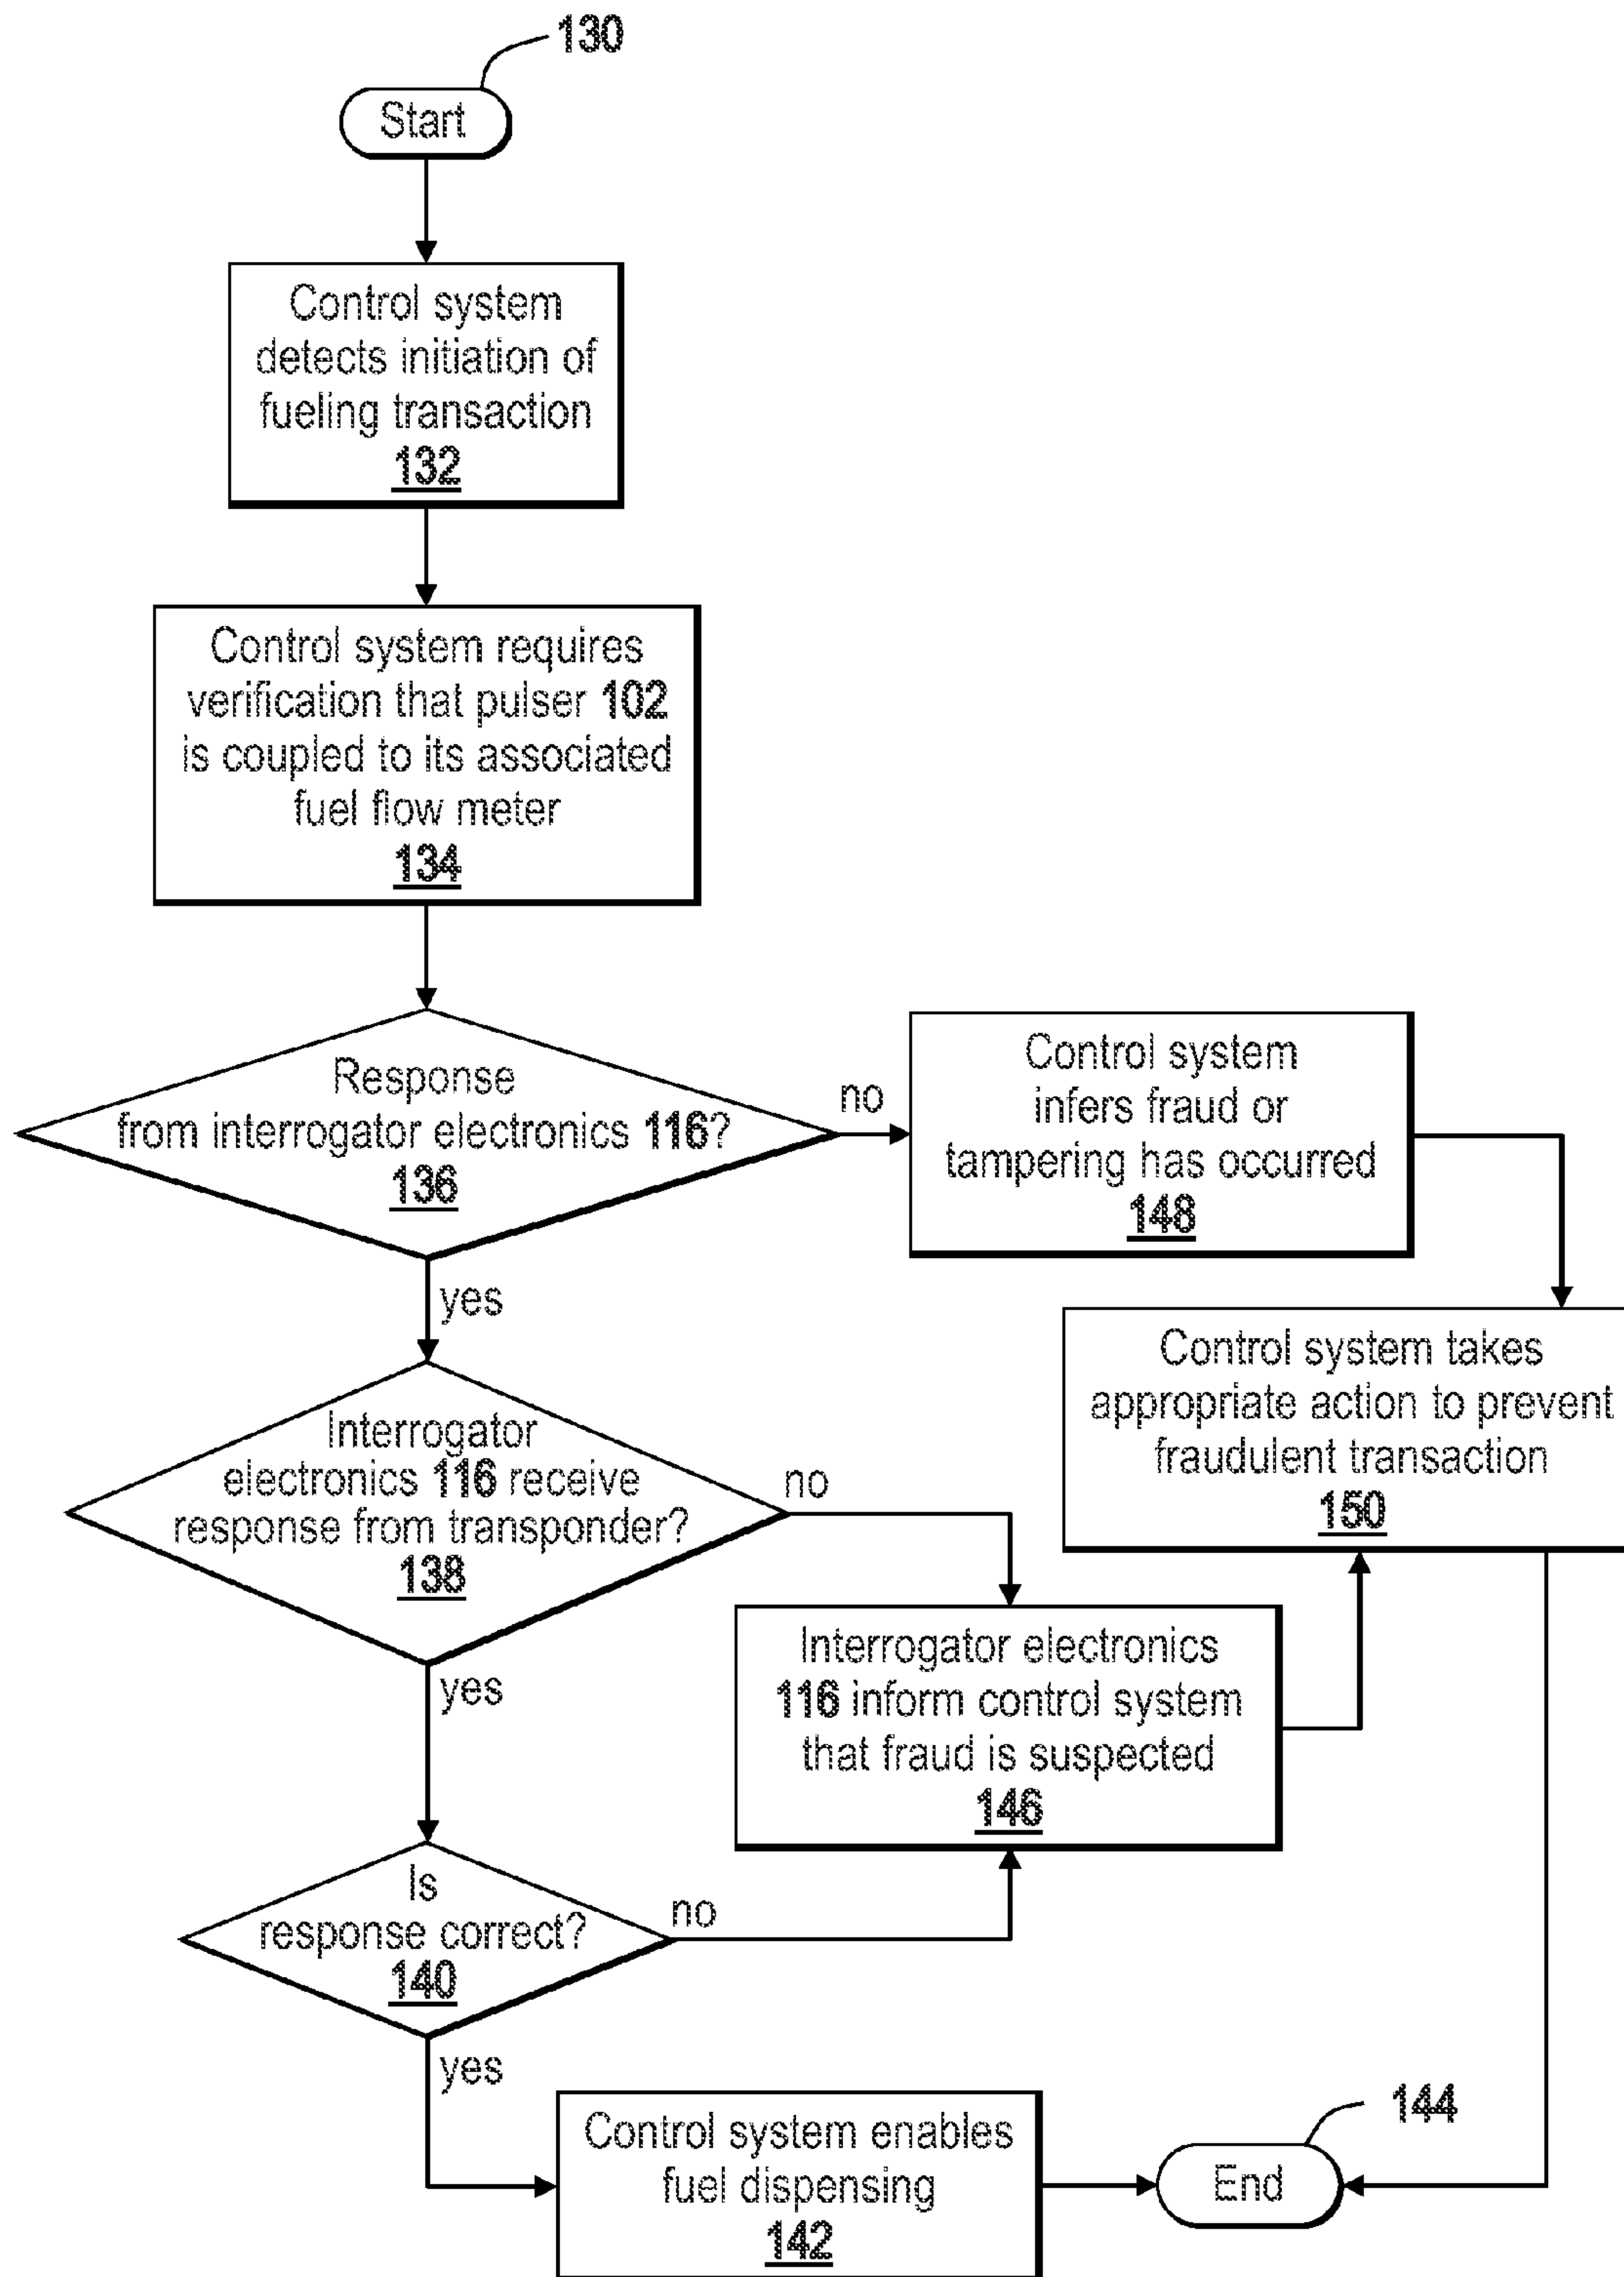 130
Start
Control system
detects initiation of
fueling transaction
132
Control system requires
verification that pulser 102
is coupled to its associated
fuel flow meter
134
Response
from interrogator electronics 116?
136
no
Control system
infers fraud or
tampering has occurred
148
yes
Control system takes
appropriate action to prevent
fraudulent transaction
150
Interrogator
electronics 116 receive
response from transponder?
138
no
yes
Interrogator electronics
116 inform control system
that fraud is suspected
146
Is
response correct?
140
no
yes
Control system enables
fuel dispensing
142
144
End